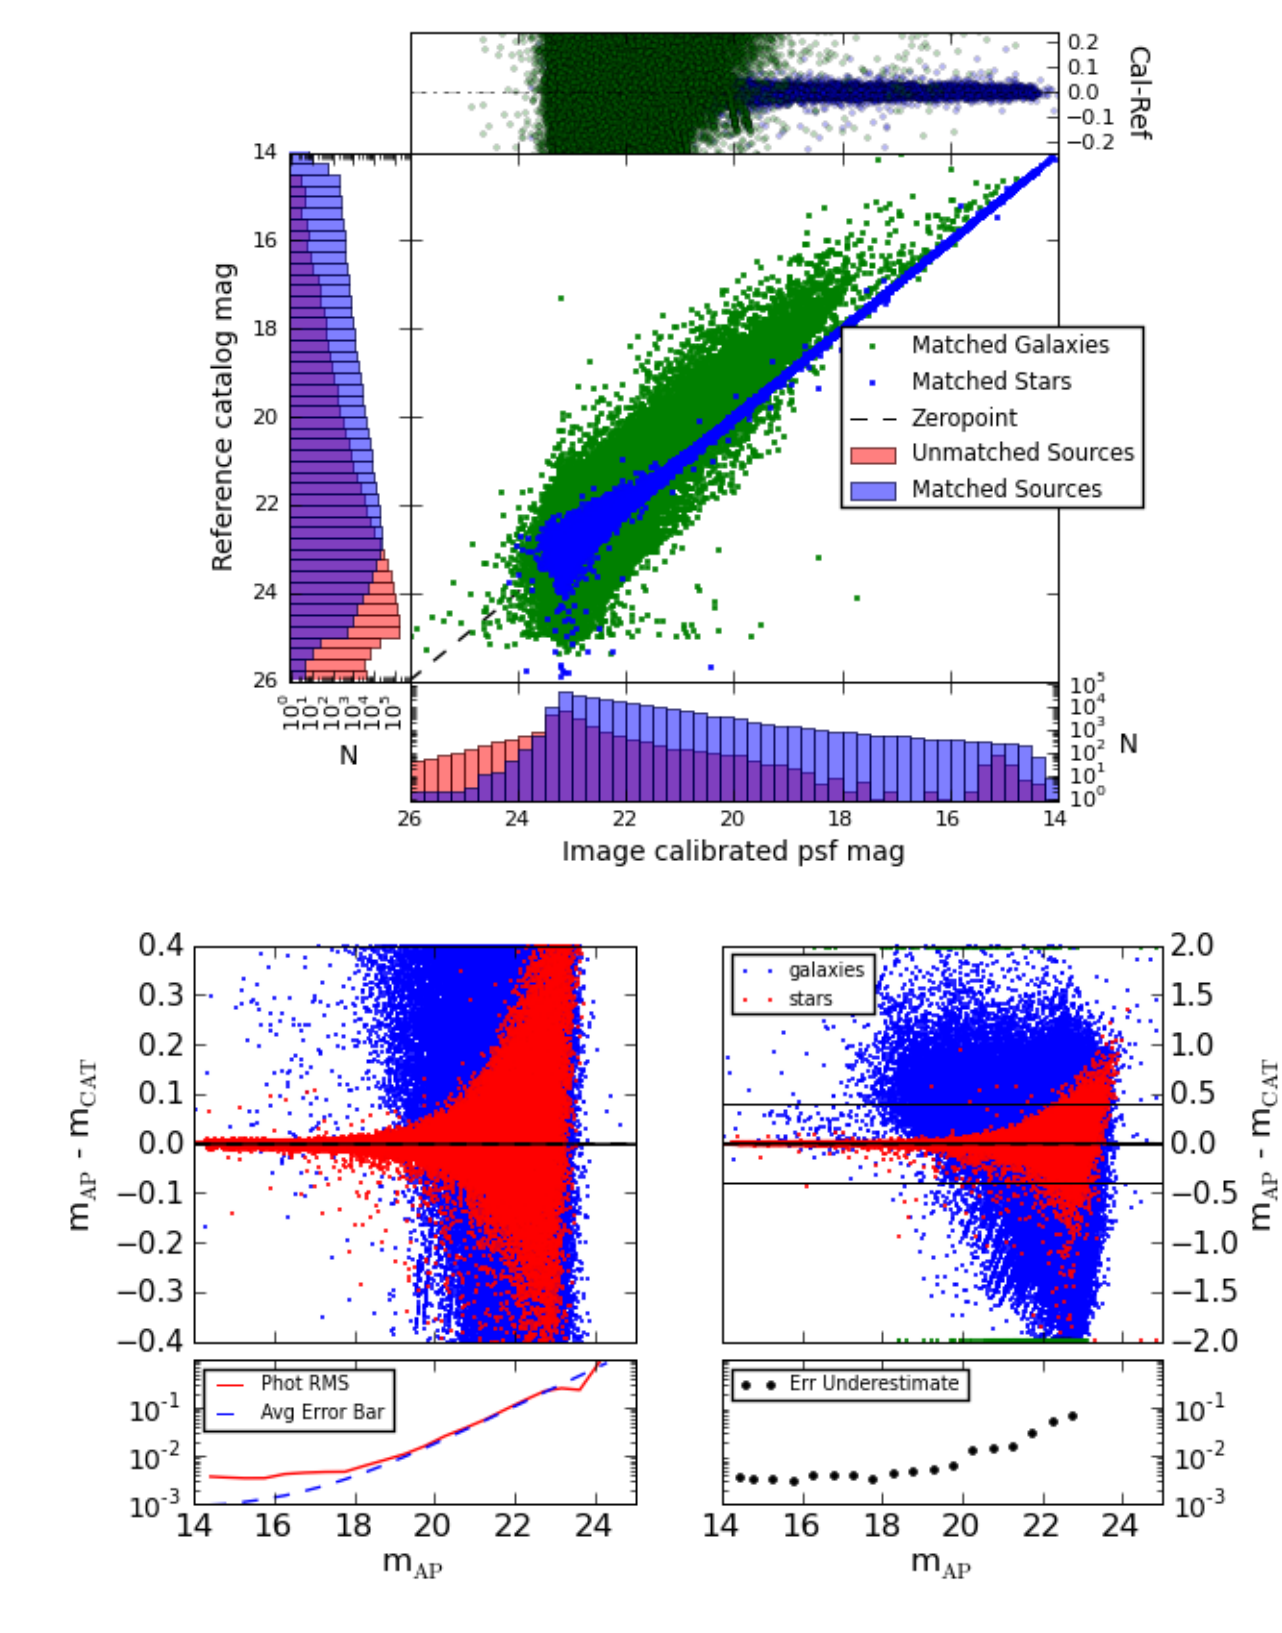 0.2
0.1
0.0
−0.1
−0.2
Cal-Ref
14
16
18
20
22
24
26
Reference catalog mag
Matched Galaxies
Matched Stars
Zeropoint
Unmatched Sources
Matched Sources
10^0 10^1 10^2 10^3 10^4 10^5
N
10^5
10^4
10^3
10^2
10^1
10^0
N
26 24 22 20 18 16 14
Image calibrated psf mag
0.4
0.3
0.2
0.1
0.0
−0.1
−0.2
−0.3
−0.4
m_AP - m_CAT
galaxies
stars
2.0
1.5
1.0
0.5
0.0
−0.5
−1.0
−1.5
−2.0
m_AP - m_CAT
Phot RMS
Avg Error Bar
10^-1
10^-2
10^-3
14 16 18 20 22 24
m_AP
Err Underestimate
10^-1
10^-2
10^-3
14 16 18 20 22 24
m_AP